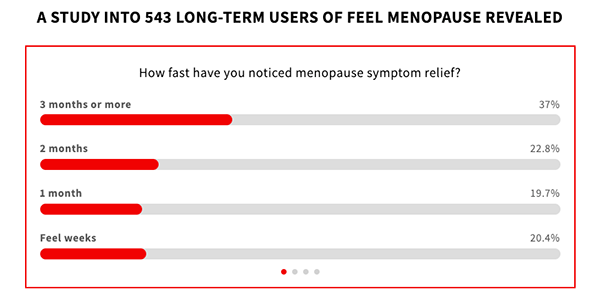 A STUDY INTO 543 LONG-TERM USERS OF FEEL MENOPAUSE REVEALED
How fast have you noticed menopause symptom relief?
3 months or more 37%
2 months 22.8%
1 month 19.7%
Feel weeks 20.4%